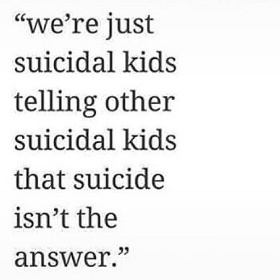 “we’re just
suicidal kids
telling other
suicidal kids
that suicide
isn’t the
answer.”